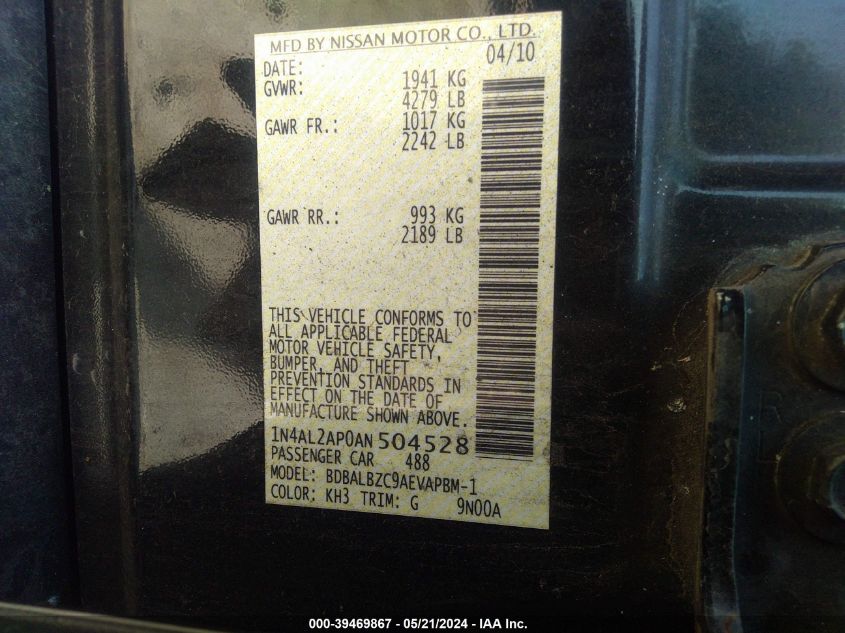 MFD BY NISSAN MOTOR CO., LTD.
DATE: 04/10
GVWR: 1941 KG
4279 LB
GAWR FR.: 1017 KG
2242 LB
GAWR RR.: 993 KG
2189 LB
THIS VEHICLE CONFORMS TO
ALL APPLICABLE FEDERAL
MOTOR VEHICLE SAFETY,
BUMPER, AND THEFT
PREVENTION STANDARDS IN
EFFECT ON THE DATE OF
MANUFACTURE SHOWN ABOVE.
1N4AL2AP0AN504528
PASSENGER CAR 488
MODEL: BDBALBZC9AEVAPBM-1
COLOR: KH3 TRIM: G 9N00A
R
L
000-39469867 - 05/21/2024 - IAA Inc.